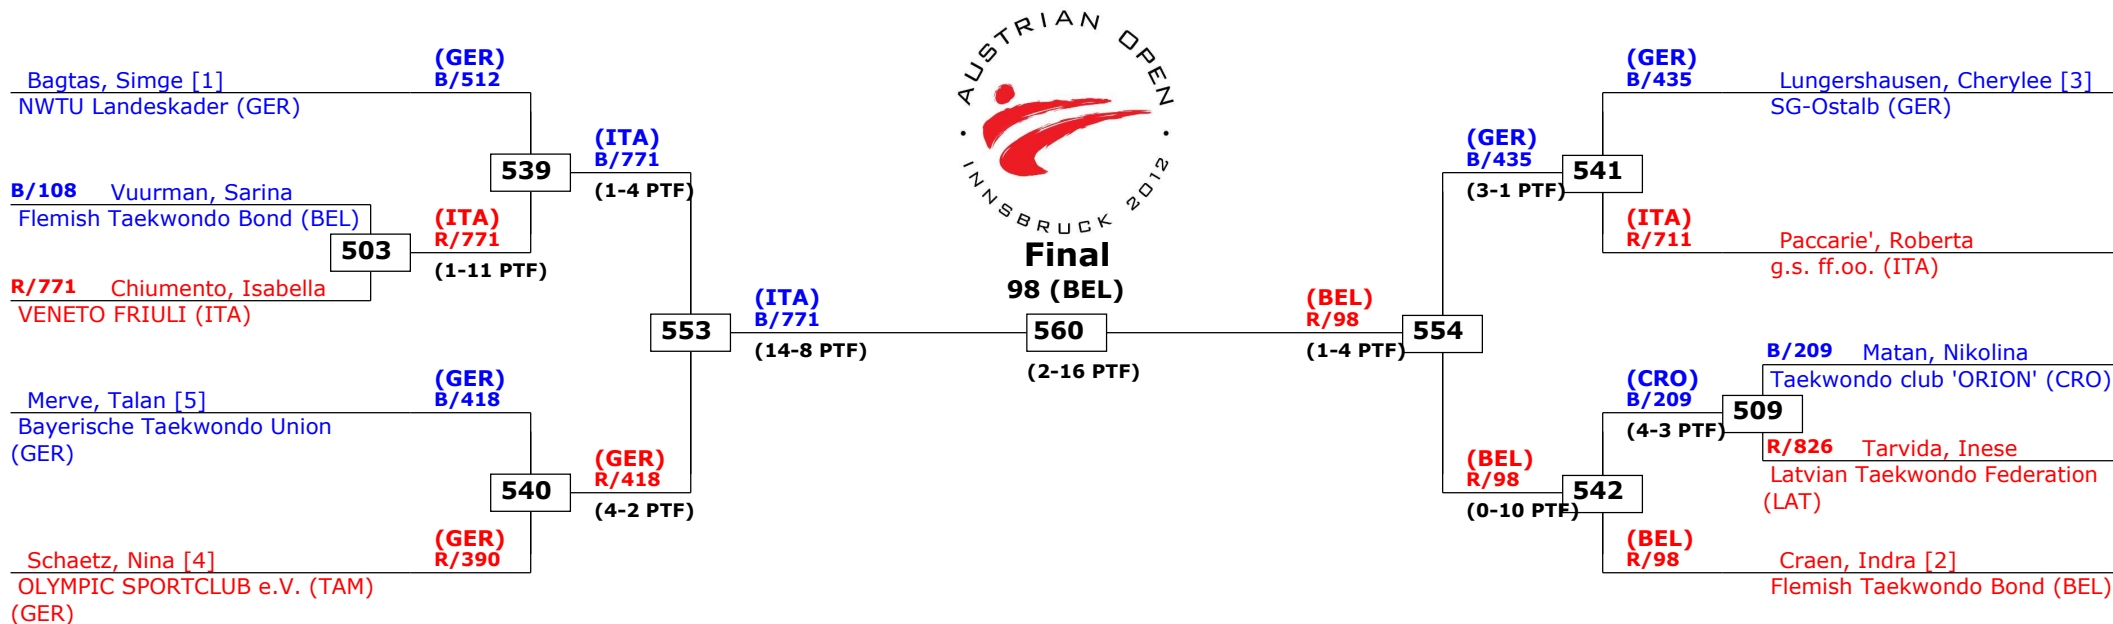 (GER)
B/512
Bagtas, Simge [1]
NWTU Landeskader (GER)
(ITA)
B/771
539
(1-4 PTF)
B/108 Vuurman, Sarina
Flemish Taekwondo Bond (BEL)
(ITA)
R/771
503
(1-11 PTF)
R/771 Chiumento, Isabella
VENETO FRIULI (ITA)
(ITA)
B/771
553
(14-8 PTF)
(GER)
B/418
Merve, Talan [5]
Bayerische Taekwondo Union
(GER)
(GER)
R/418
540
(4-2 PTF)
(GER)
R/390
Schaetz, Nina [4]
OLYMPIC SPORTCLUB e.V. (TAM)
(GER)
AUSTRIAN OPEN
· INNSBRUCK 2012 ·
Final
98 (BEL)
560
(2-16 PTF)
(GER)
B/435
Lungershausen, Cherylee [3]
SG-Ostalb (GER)
(GER)
B/435
541
(3-1 PTF)
(ITA)
R/711
Paccarie', Roberta
g.s. ff.oo. (ITA)
(BEL)
R/98
554
(1-4 PTF)
B/209 Matan, Nikolina
Taekwondo club 'ORION' (CRO)
(CRO)
B/209
509
(4-3 PTF)
R/826 Tarvida, Inese
Latvian Taekwondo Federation
(LAT)
(BEL)
R/98
542
(0-10 PTF)
(BEL)
R/98
Craen, Indra [2]
Flemish Taekwondo Bond (BEL)